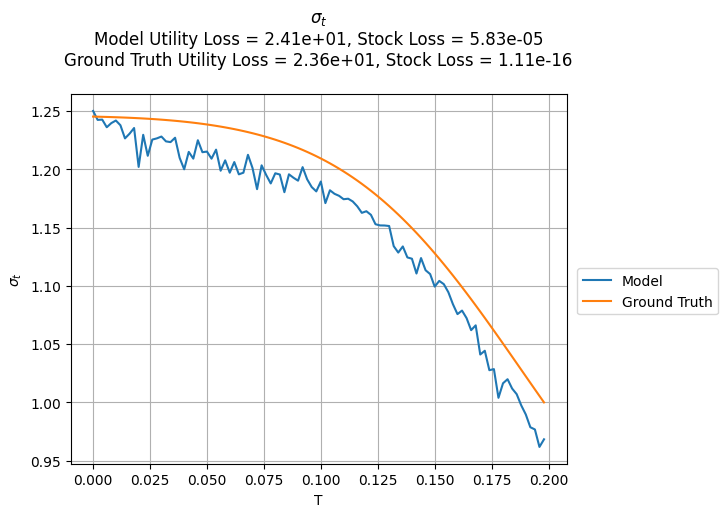 σt
Model Utility Loss = 2.41e+01, Stock Loss = 5.83e-05
Ground Truth Utility Loss = 2.36e+01, Stock Loss = 1.11e-16
1.25
1.20
1.15
1.10
1.05
1.00
0.95
σt
Model
Ground Truth
0.000 0.025 0.050 0.075 0.100 0.125 0.150 0.175 0.200
T